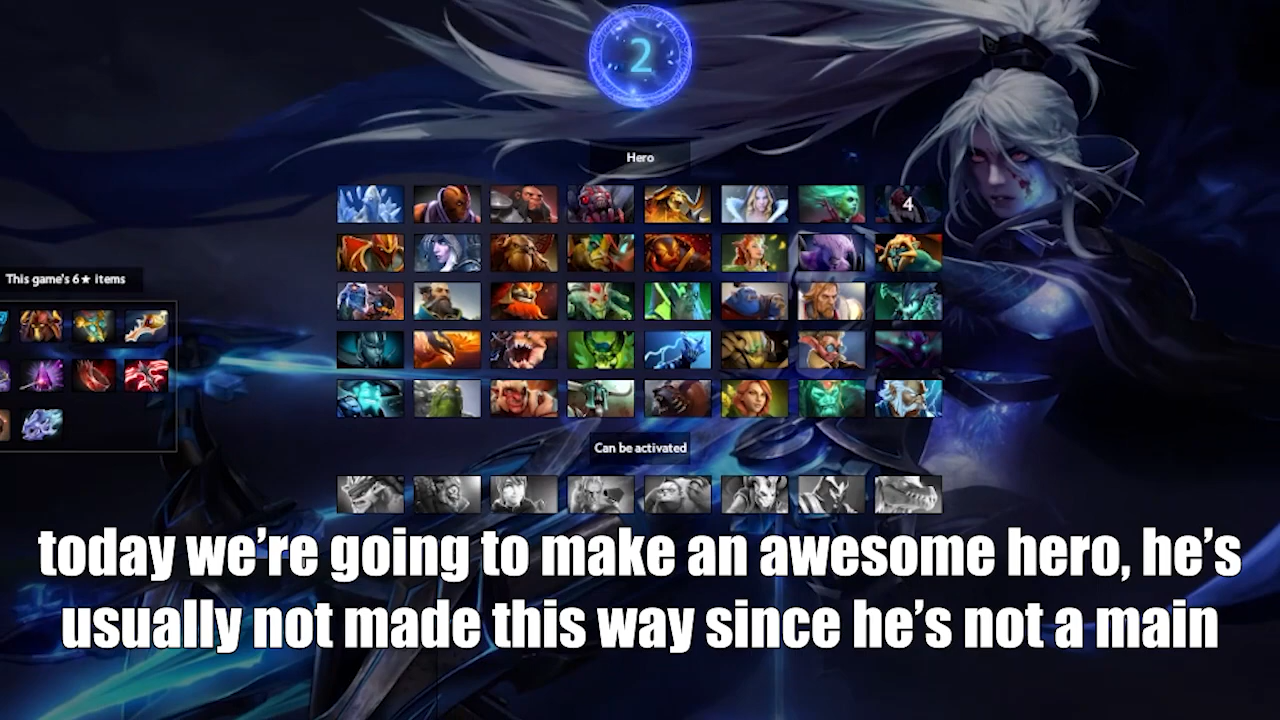 2
Hero
4
This game's 6★ items
Can be activated
today we're going to make an awesome hero, he's
usually not made this way since he's not a main